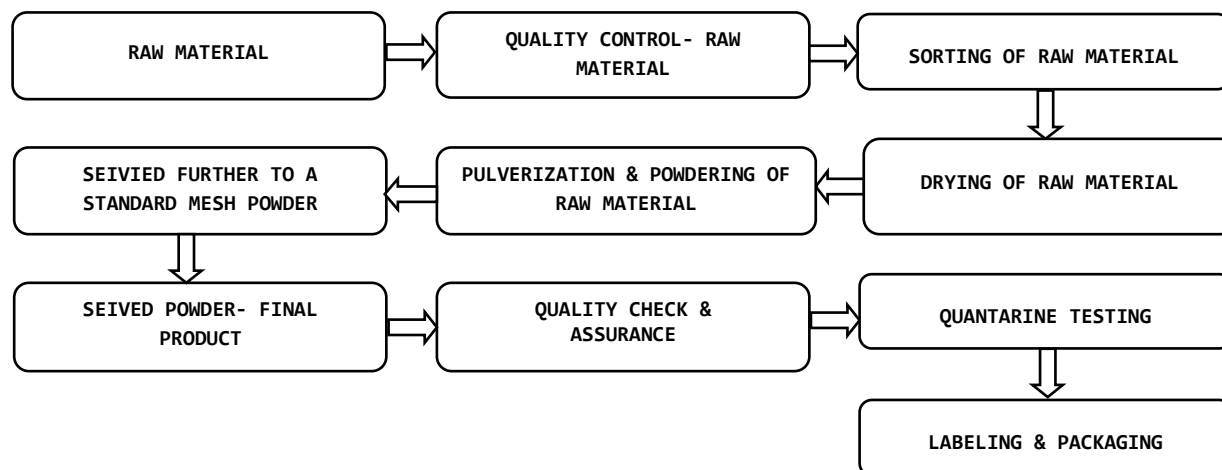 RAW MATERIAL
QUALITY CONTROL- RAW
MATERIAL
SORTING OF RAW MATERIAL
DRYING OF RAW MATERIAL
PULVERIZATION & POWDERING OF
RAW MATERIAL
SEIVIED FURTHER TO A
STANDARD MESH POWDER
SEIVED POWDER- FINAL
PRODUCT
QUALITY CHECK &
ASSURANCE
QUANTARINE TESTING
LABELING & PACKAGING